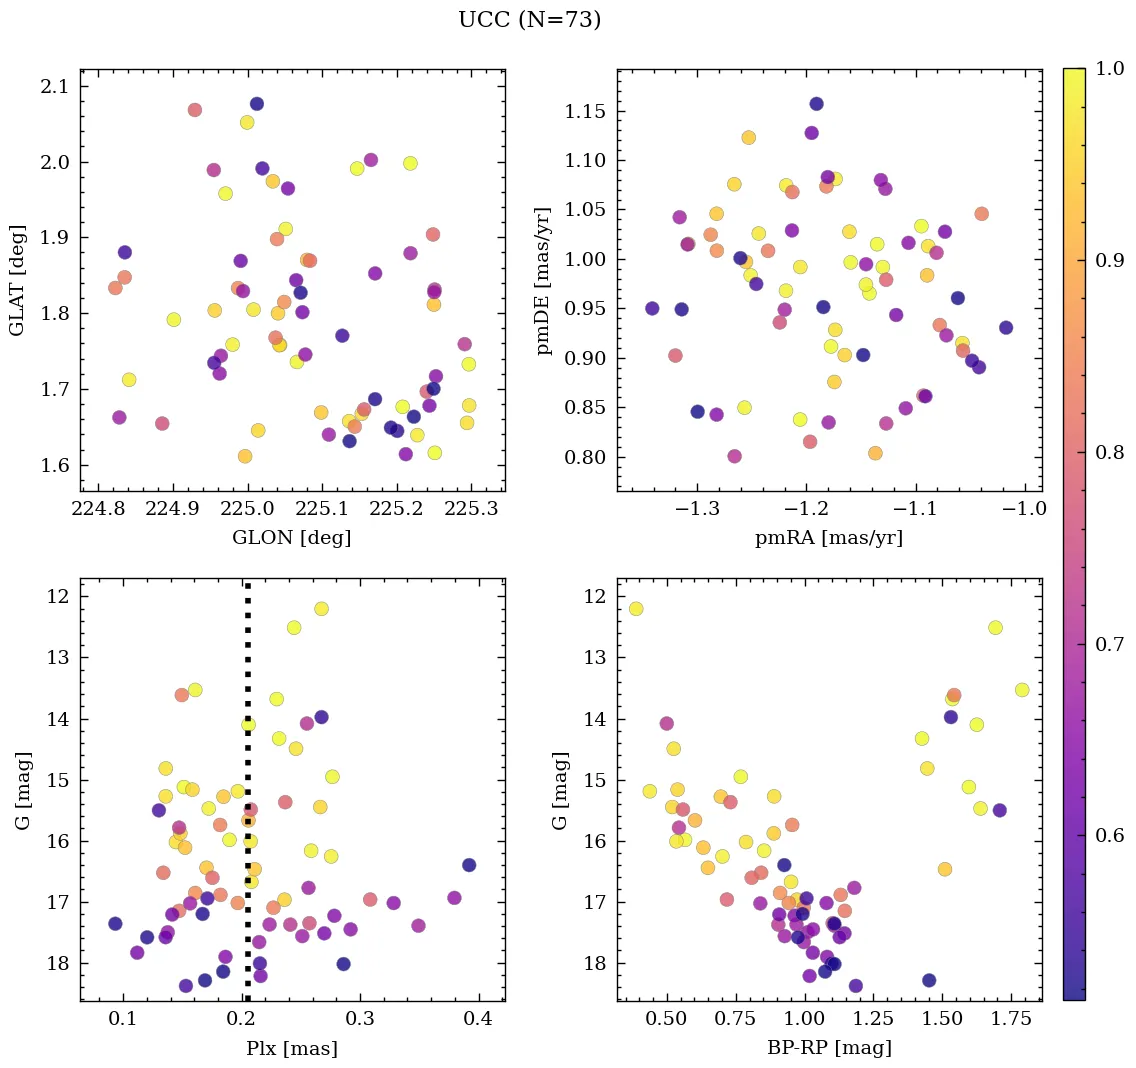 UCC (N=73)
2.1
2.0
1.9
1.8
1.7
1.6
GLAT [deg]
224.8 224.9 225.0 225.1 225.2 225.3
GLON [deg]
1.15
1.10
1.05
1.00
0.95
0.90
0.85
0.80
pmDE [mas/yr]
−1.3 −1.2 −1.1 −1.0
pmRA [mas/yr]
12
13
14
15
16
17
18
G [mag]
0.1 0.2 0.3 0.4
Plx [mas]
12
13
14
15
16
17
18
G [mag]
0.50 0.75 1.00 1.25 1.50 1.75
BP-RP [mag]
1.0
0.9
0.8
0.7
0.6